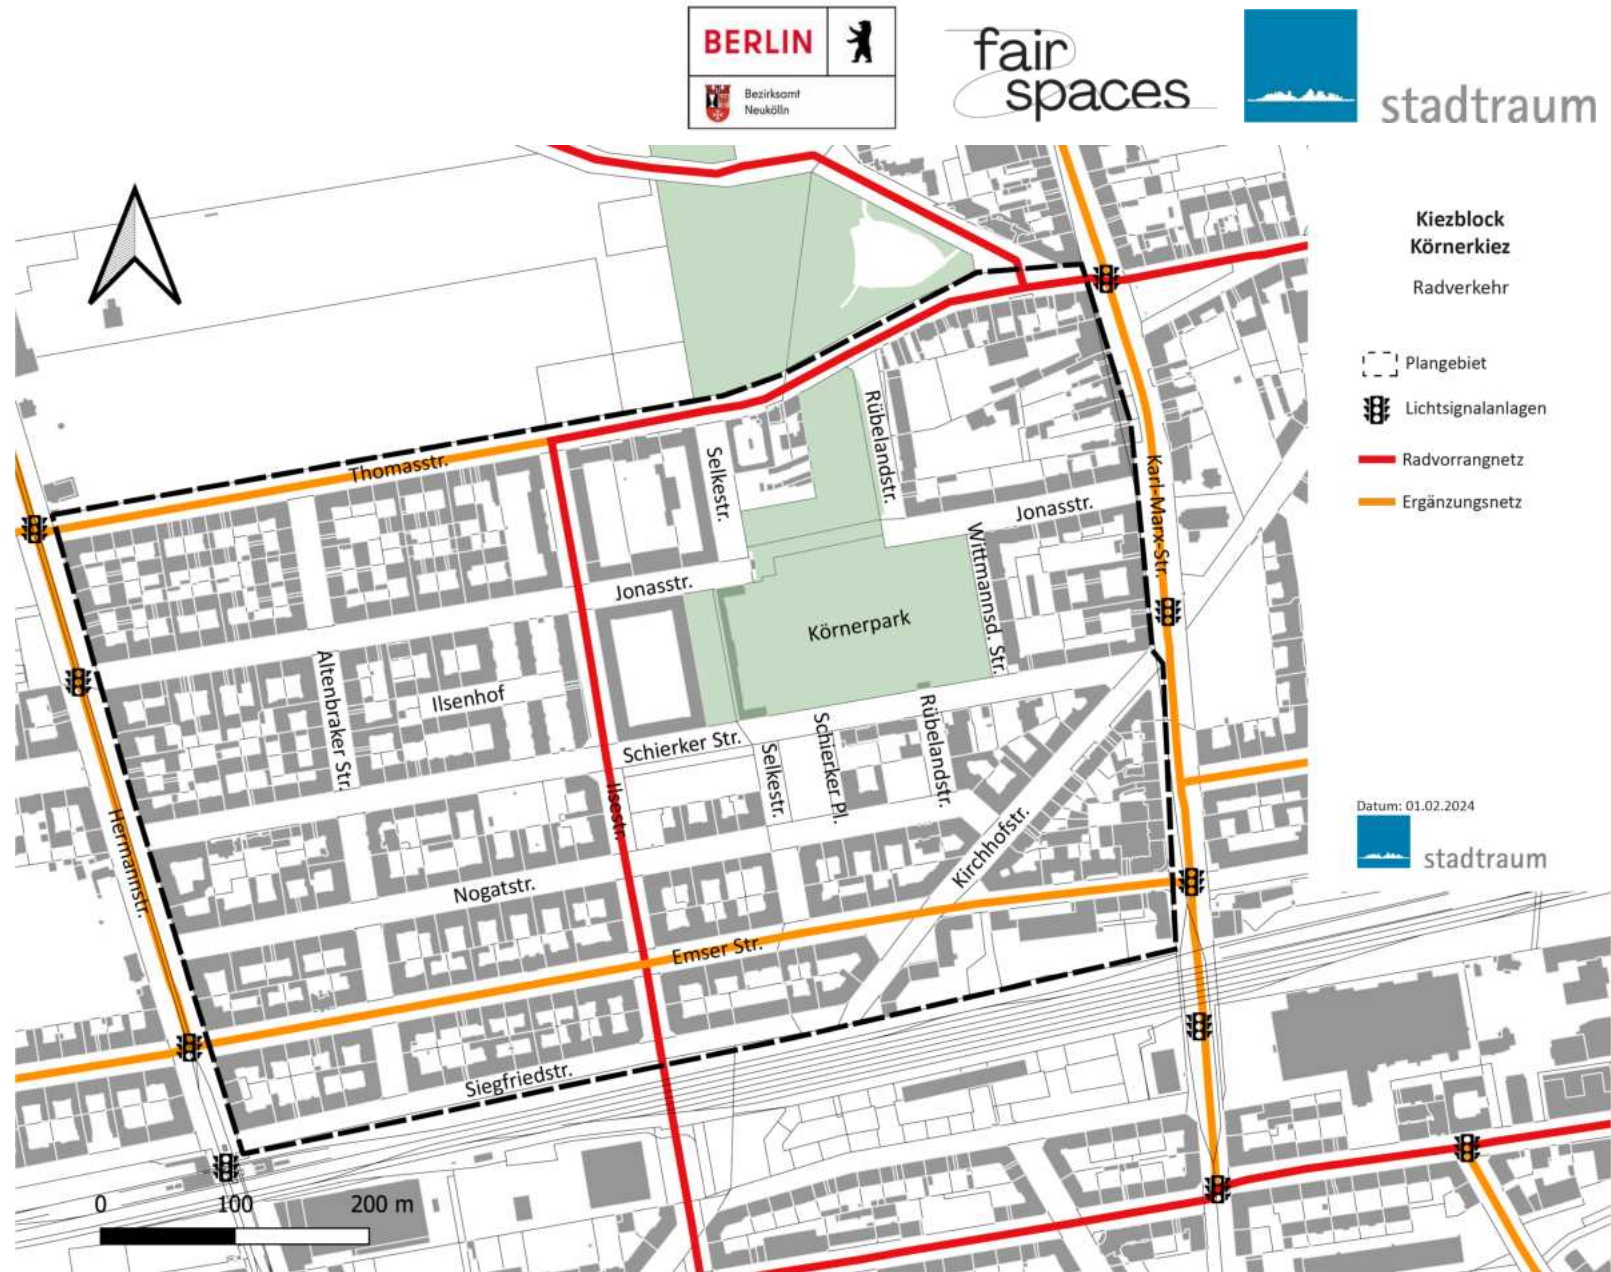 BERLIN
Bezirksamt
Neukölln
fair
spaces
stadtraum
Kiezblock
Körnerkiez
Radverkehr
Plangebiet
Lichtsignalanlagen
Radvorrangnetz
Ergänzungsnetz
Thomasstr.
Selkestr.
Rübelandstr.
Karl-Marx-Str.
Jonasstr.
Wittmannsd. Str.
Jonasstr.
Körnerpark
Altenbraker Str.
Ilsenhof
Schierker Str.
Selkestr.
Schierker Pl.
Rübelandstr.
Ilsestr.
Hermannstr.
Kirchhofstr.
Nogatstr.
Emser Str.
Siegfriedstr.
Datum: 01.02.2024
stadtraum
0 100 200 m